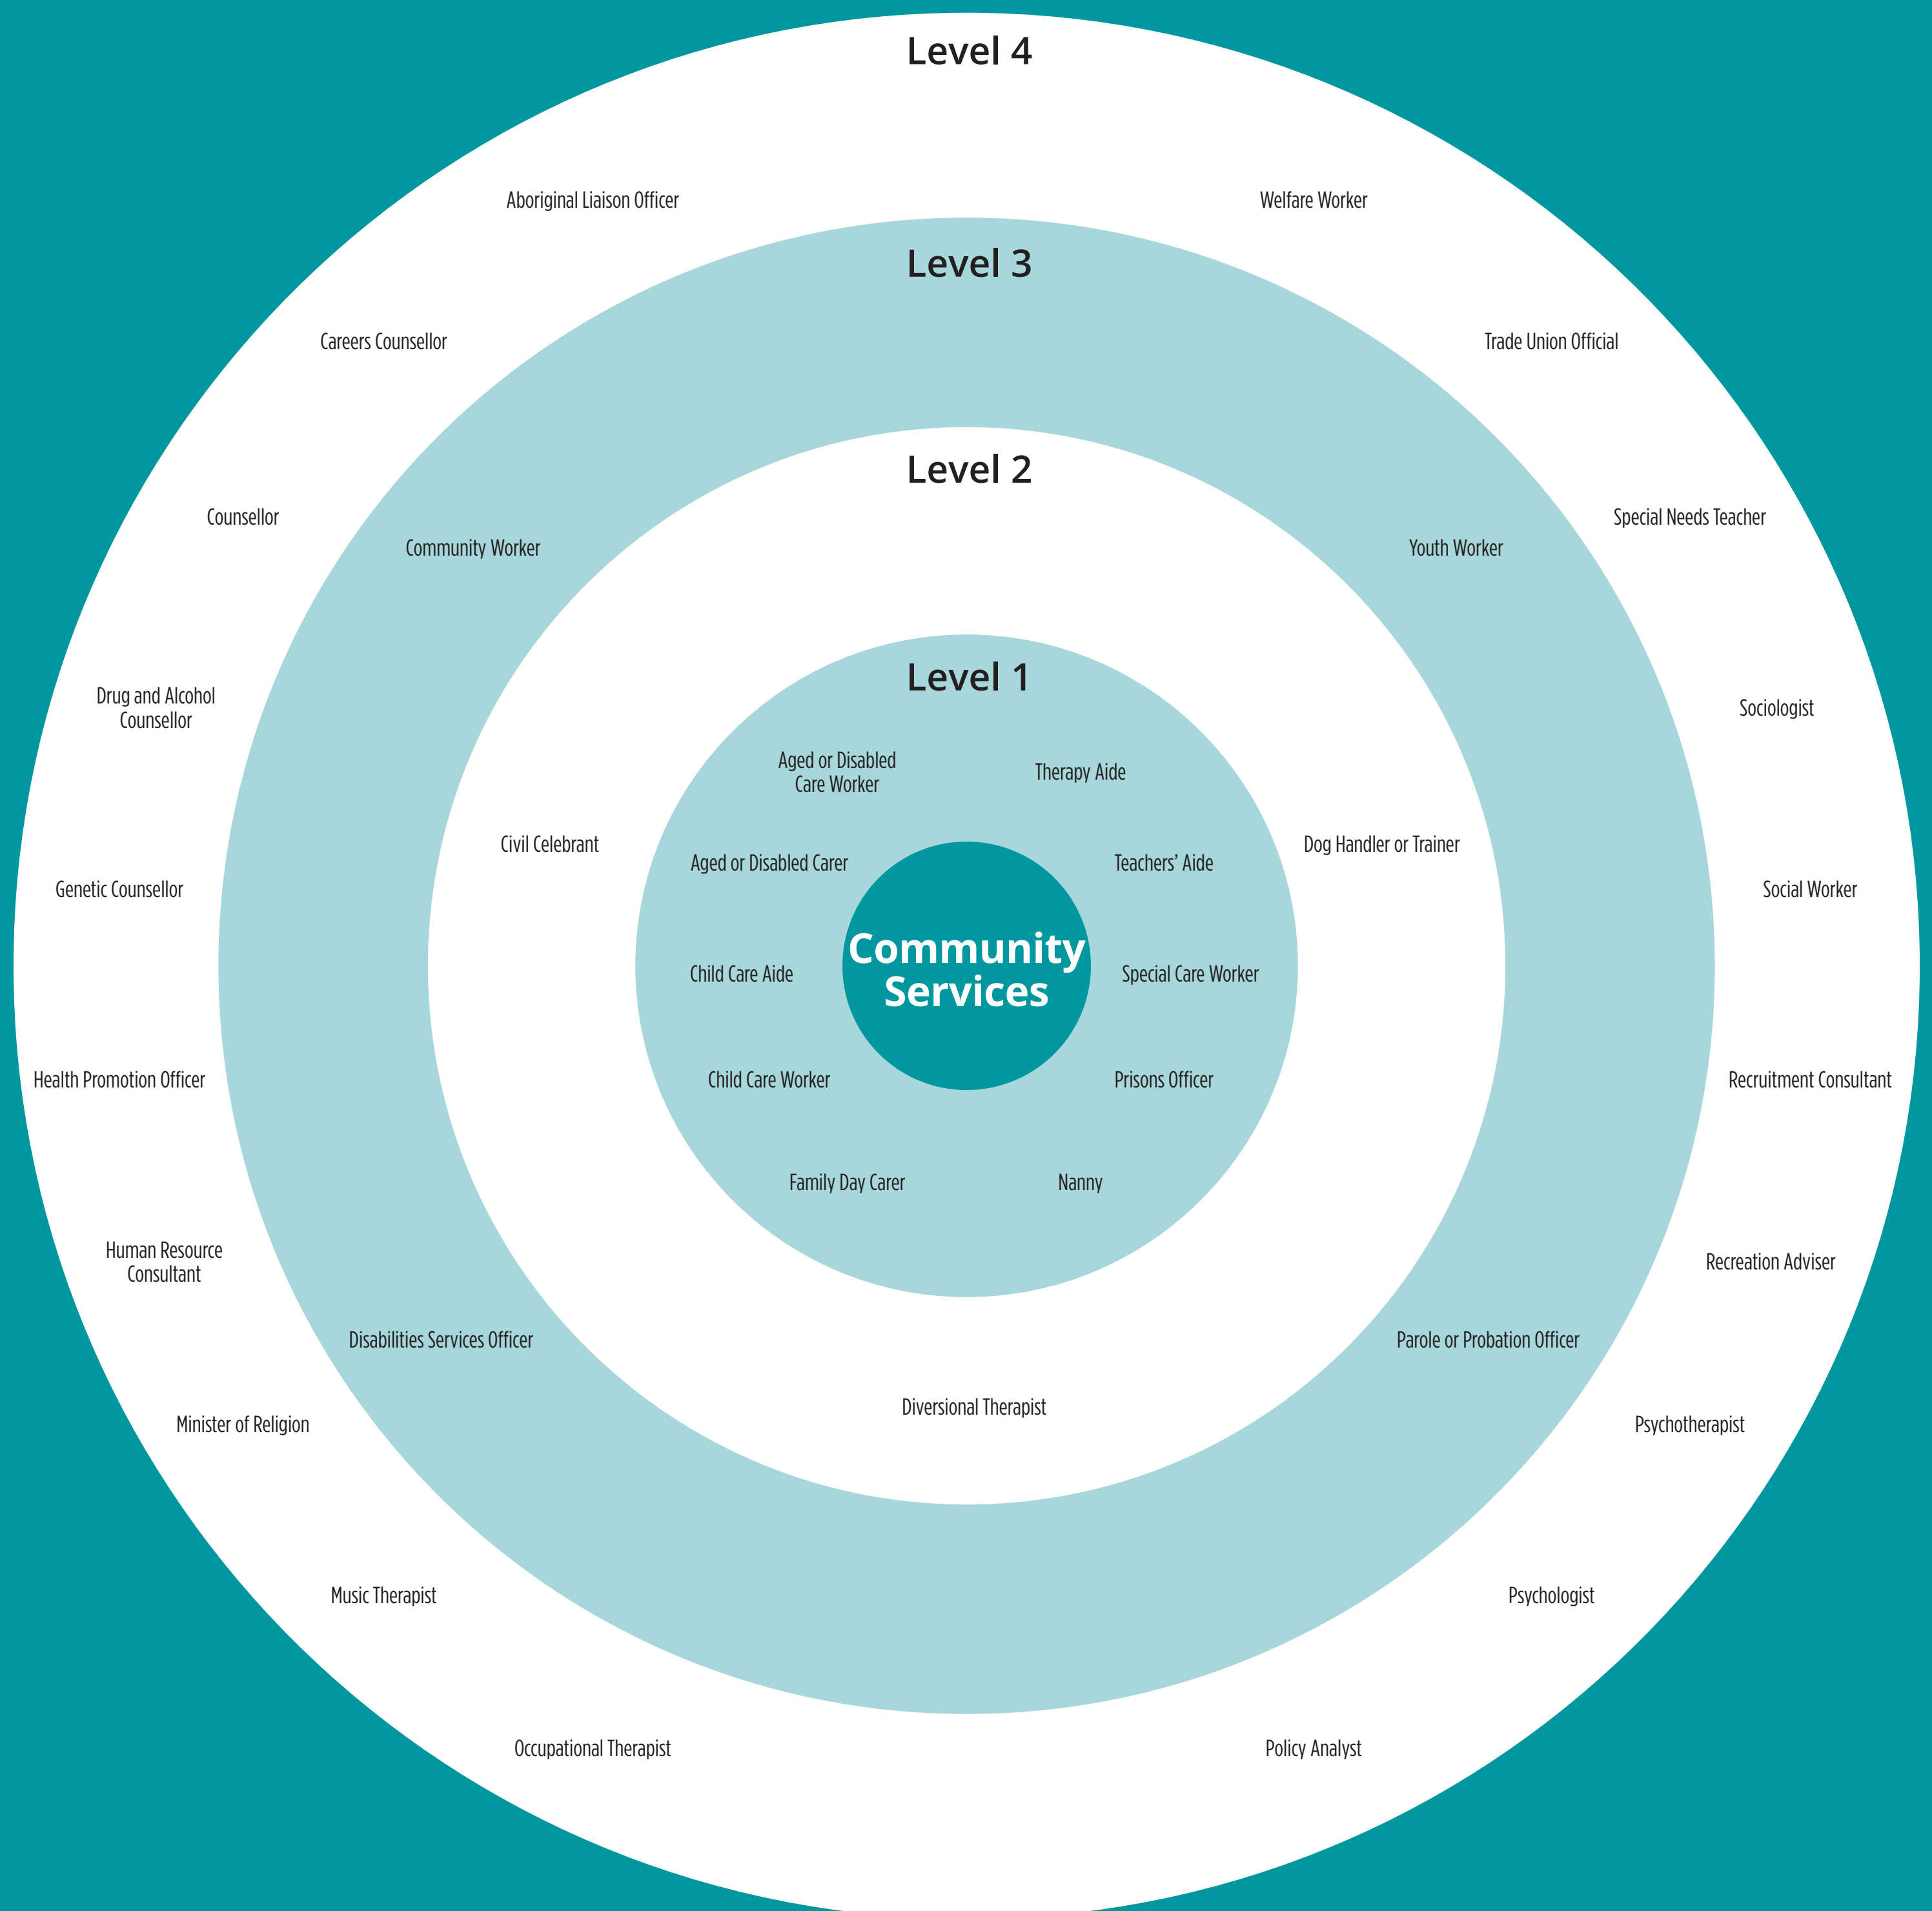 Level 4
Aboriginal Liaison Officer
Welfare Worker
Level 3
Careers Counsellor
Trade Union Official
Level 2
Counsellor
Special Needs Teacher
Community Worker
Youth Worker
Level 1
Drug and Alcohol
Counsellor
Sociologist
Aged or Disabled
Care Worker
Therapy Aide
Civil Celebrant
Dog Handler or Trainer
Aged or Disabled Carer
Teachers’ Aide
Genetic Counsellor
Social Worker
Community
Services
Child Care Aide
Special Care Worker
Health Promotion Officer
Child Care Worker
Prisons Officer
Recruitment Consultant
Family Day Carer
Nanny
Human Resource
Consultant
Recreation Adviser
Disabilities Services Officer
Parole or Probation Officer
Diversional Therapist
Minister of Religion
Psychotherapist
Music Therapist
Psychologist
Occupational Therapist
Policy Analyst